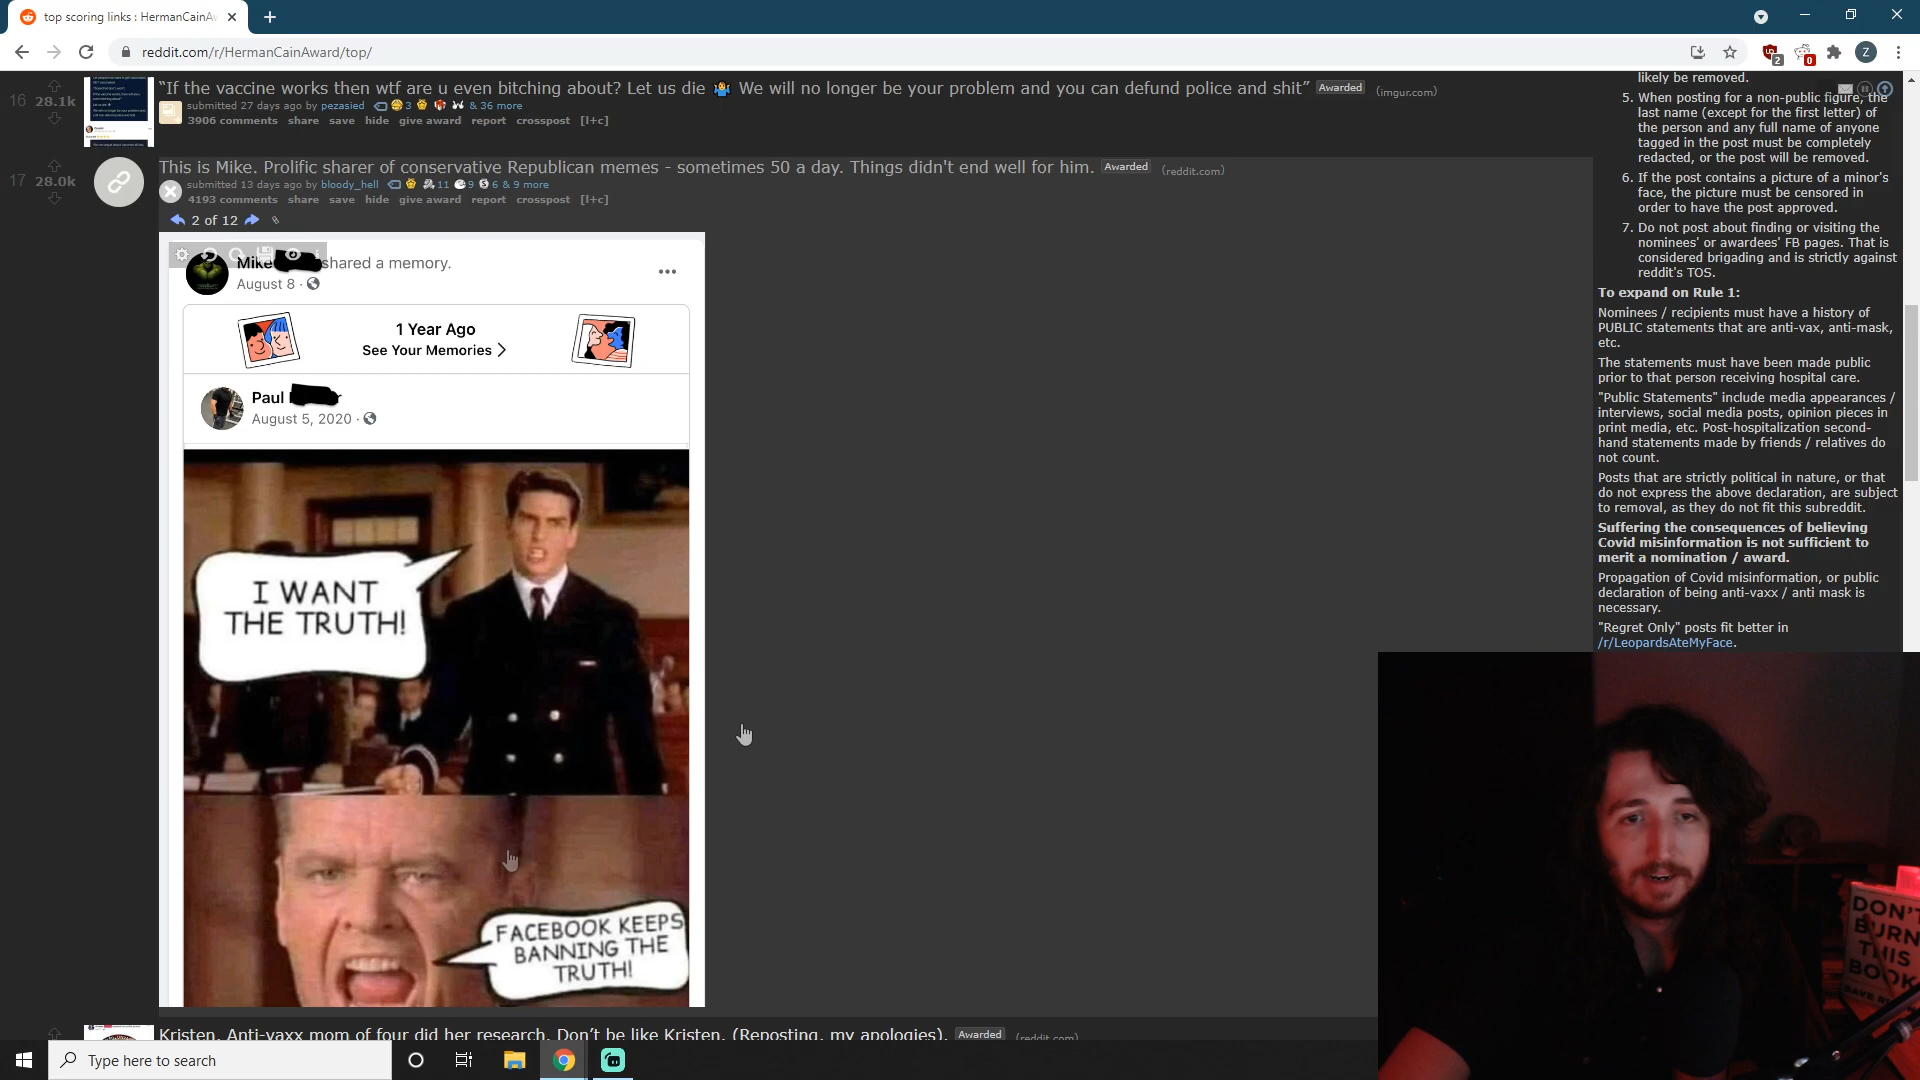 top scoring links : HermanCainAw
reddit.com/r/HermanCainAward/top/
2
0
Z
16
28.1k
“If the vaccine works then wtf are u even bitching about? Let us die 🤷 We will no longer be your problem and you can defund police and shit” Awarded (imgur.com)
submitted 27 days ago by pezasied 3 & 36 more
3906 comments share save hide give award report crosspost [l+c]
17
28.0k
This is Mike. Prolific sharer of conservative Republican memes - sometimes 50 a day. Things didn't end well for him. Awarded (reddit.com)
submitted 13 days ago by bloody_hell 11 9 6 & 9 more
4193 comments share save hide give award report crosspost [l+c]
2 of 12
Mike shared a memory.
August 8 ·
1 Year Ago
See Your Memories
Paul
August 5, 2020 ·
I WANT
THE TRUTH!
FACEBOOK KEEPS
BANNING THE
TRUTH!
Kristen. Anti-vaxx mom of four did her research. Don’t be like Kristen. (Reposting, my apologies). Awarded (reddit.com)
likely be removed.
5. When posting for a non-public figure, the
last name (except for the first letter) of
the person and any full name of anyone
tagged in the post must be completely
redacted, or the post will be removed.
6. If the post contains a picture of a minor's
face, the picture must be censored in
order to have the post approved.
7. Do not post about finding or visiting the
nominees' or awardees' FB pages. That is
considered brigading and is strictly against
reddit's TOS.
To expand on Rule 1:
Nominees / recipients must have a history of
PUBLIC statements that are anti-vax, anti-mask,
etc.
The statements must have been made public
prior to that person receiving hospital care.
"Public Statements" include media appearances /
interviews, social media posts, opinion pieces in
print media, etc. Post-hospitalization second-
hand statements made by friends / relatives do
not count.
Posts that are strictly political in nature, or that
do not express the above declaration, are subject
to removal, as they do not fit this subreddit.
Suffering the consequences of believing
Covid misinformation is not sufficient to
merit a nomination / award.
Propagation of Covid misinformation, or public
declaration of being anti-vaxx / anti mask is
necessary.
"Regret Only" posts fit better in
/r/LeopardsAteMyFace.
DON'T
BURN
THIS
BOOK
Type here to search